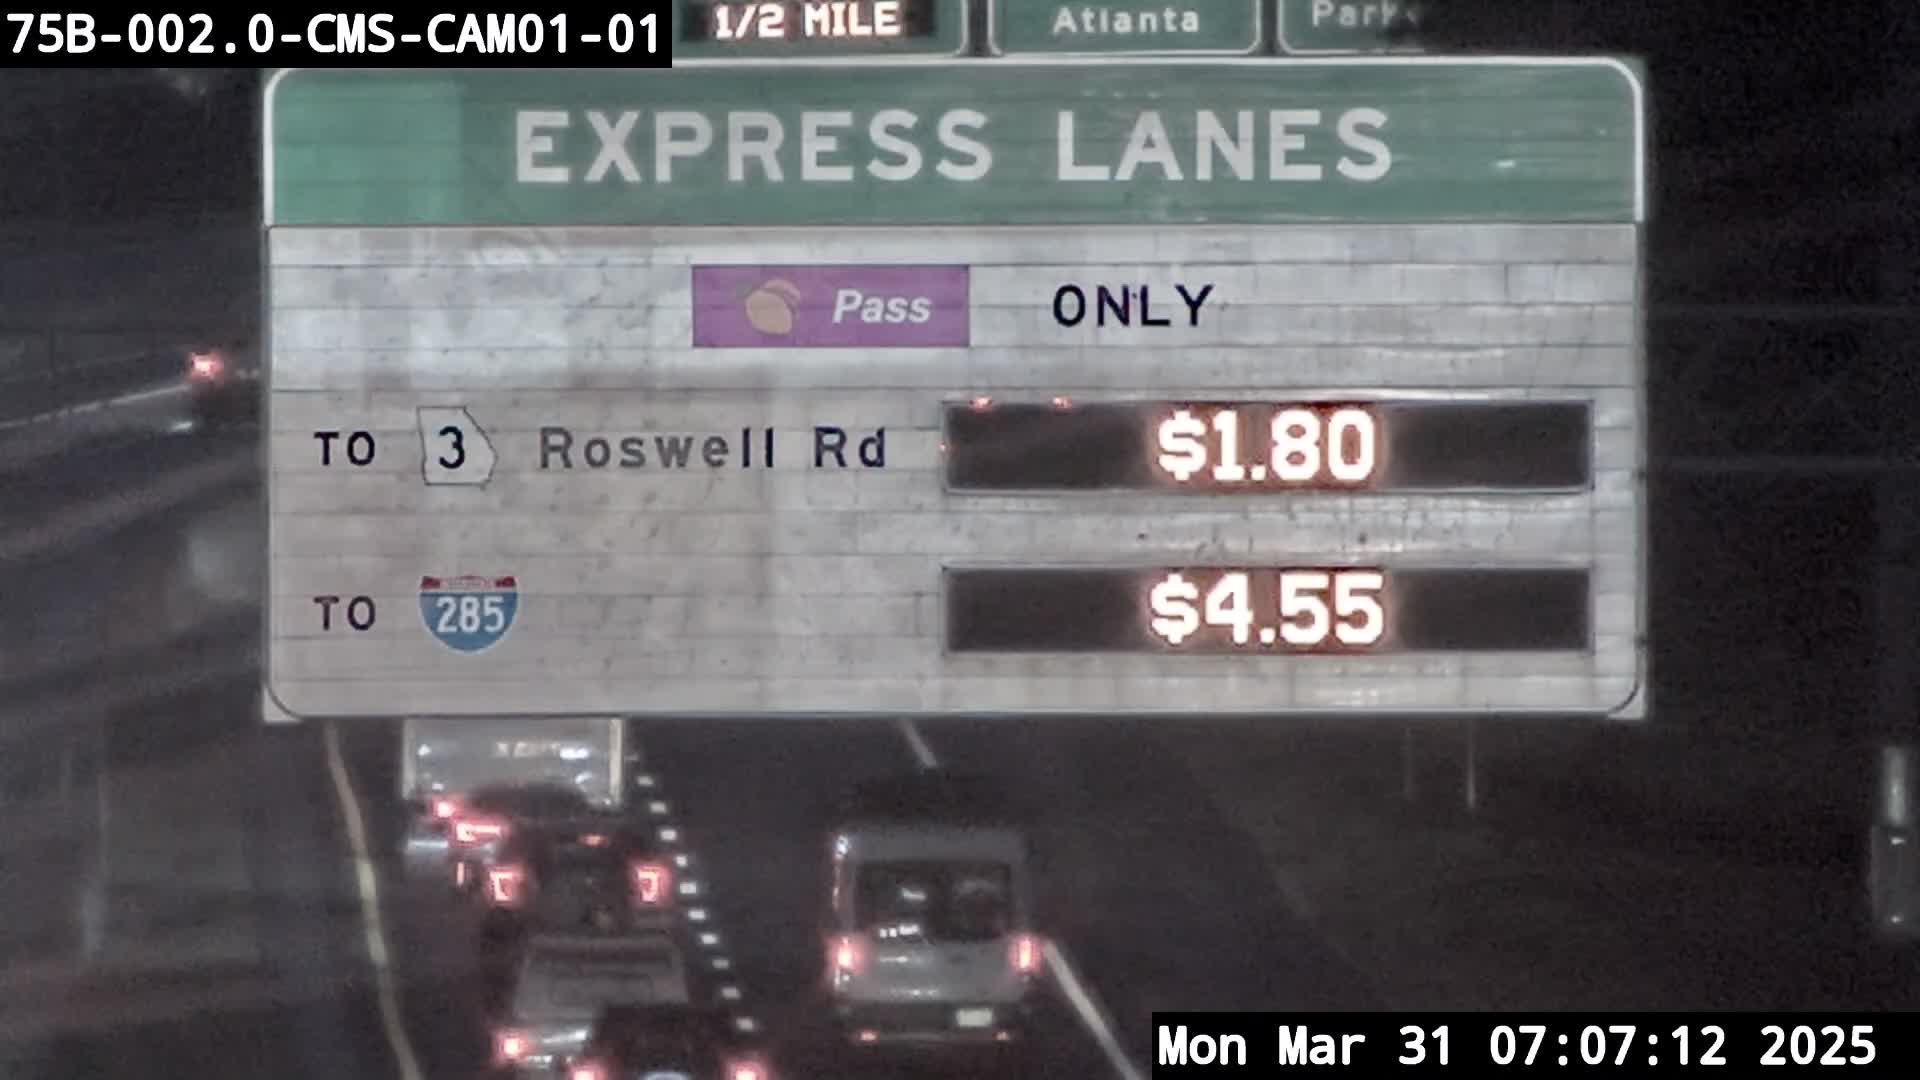 75B-002.0-CMS-CAM01-01
1/2 MILE
Atlanta
EXPRESS LANES
Pass ONLY
TO 3 Roswell Rd $1.80
TO 285 $4.55
Mon Mar 31 07:07:12 2025